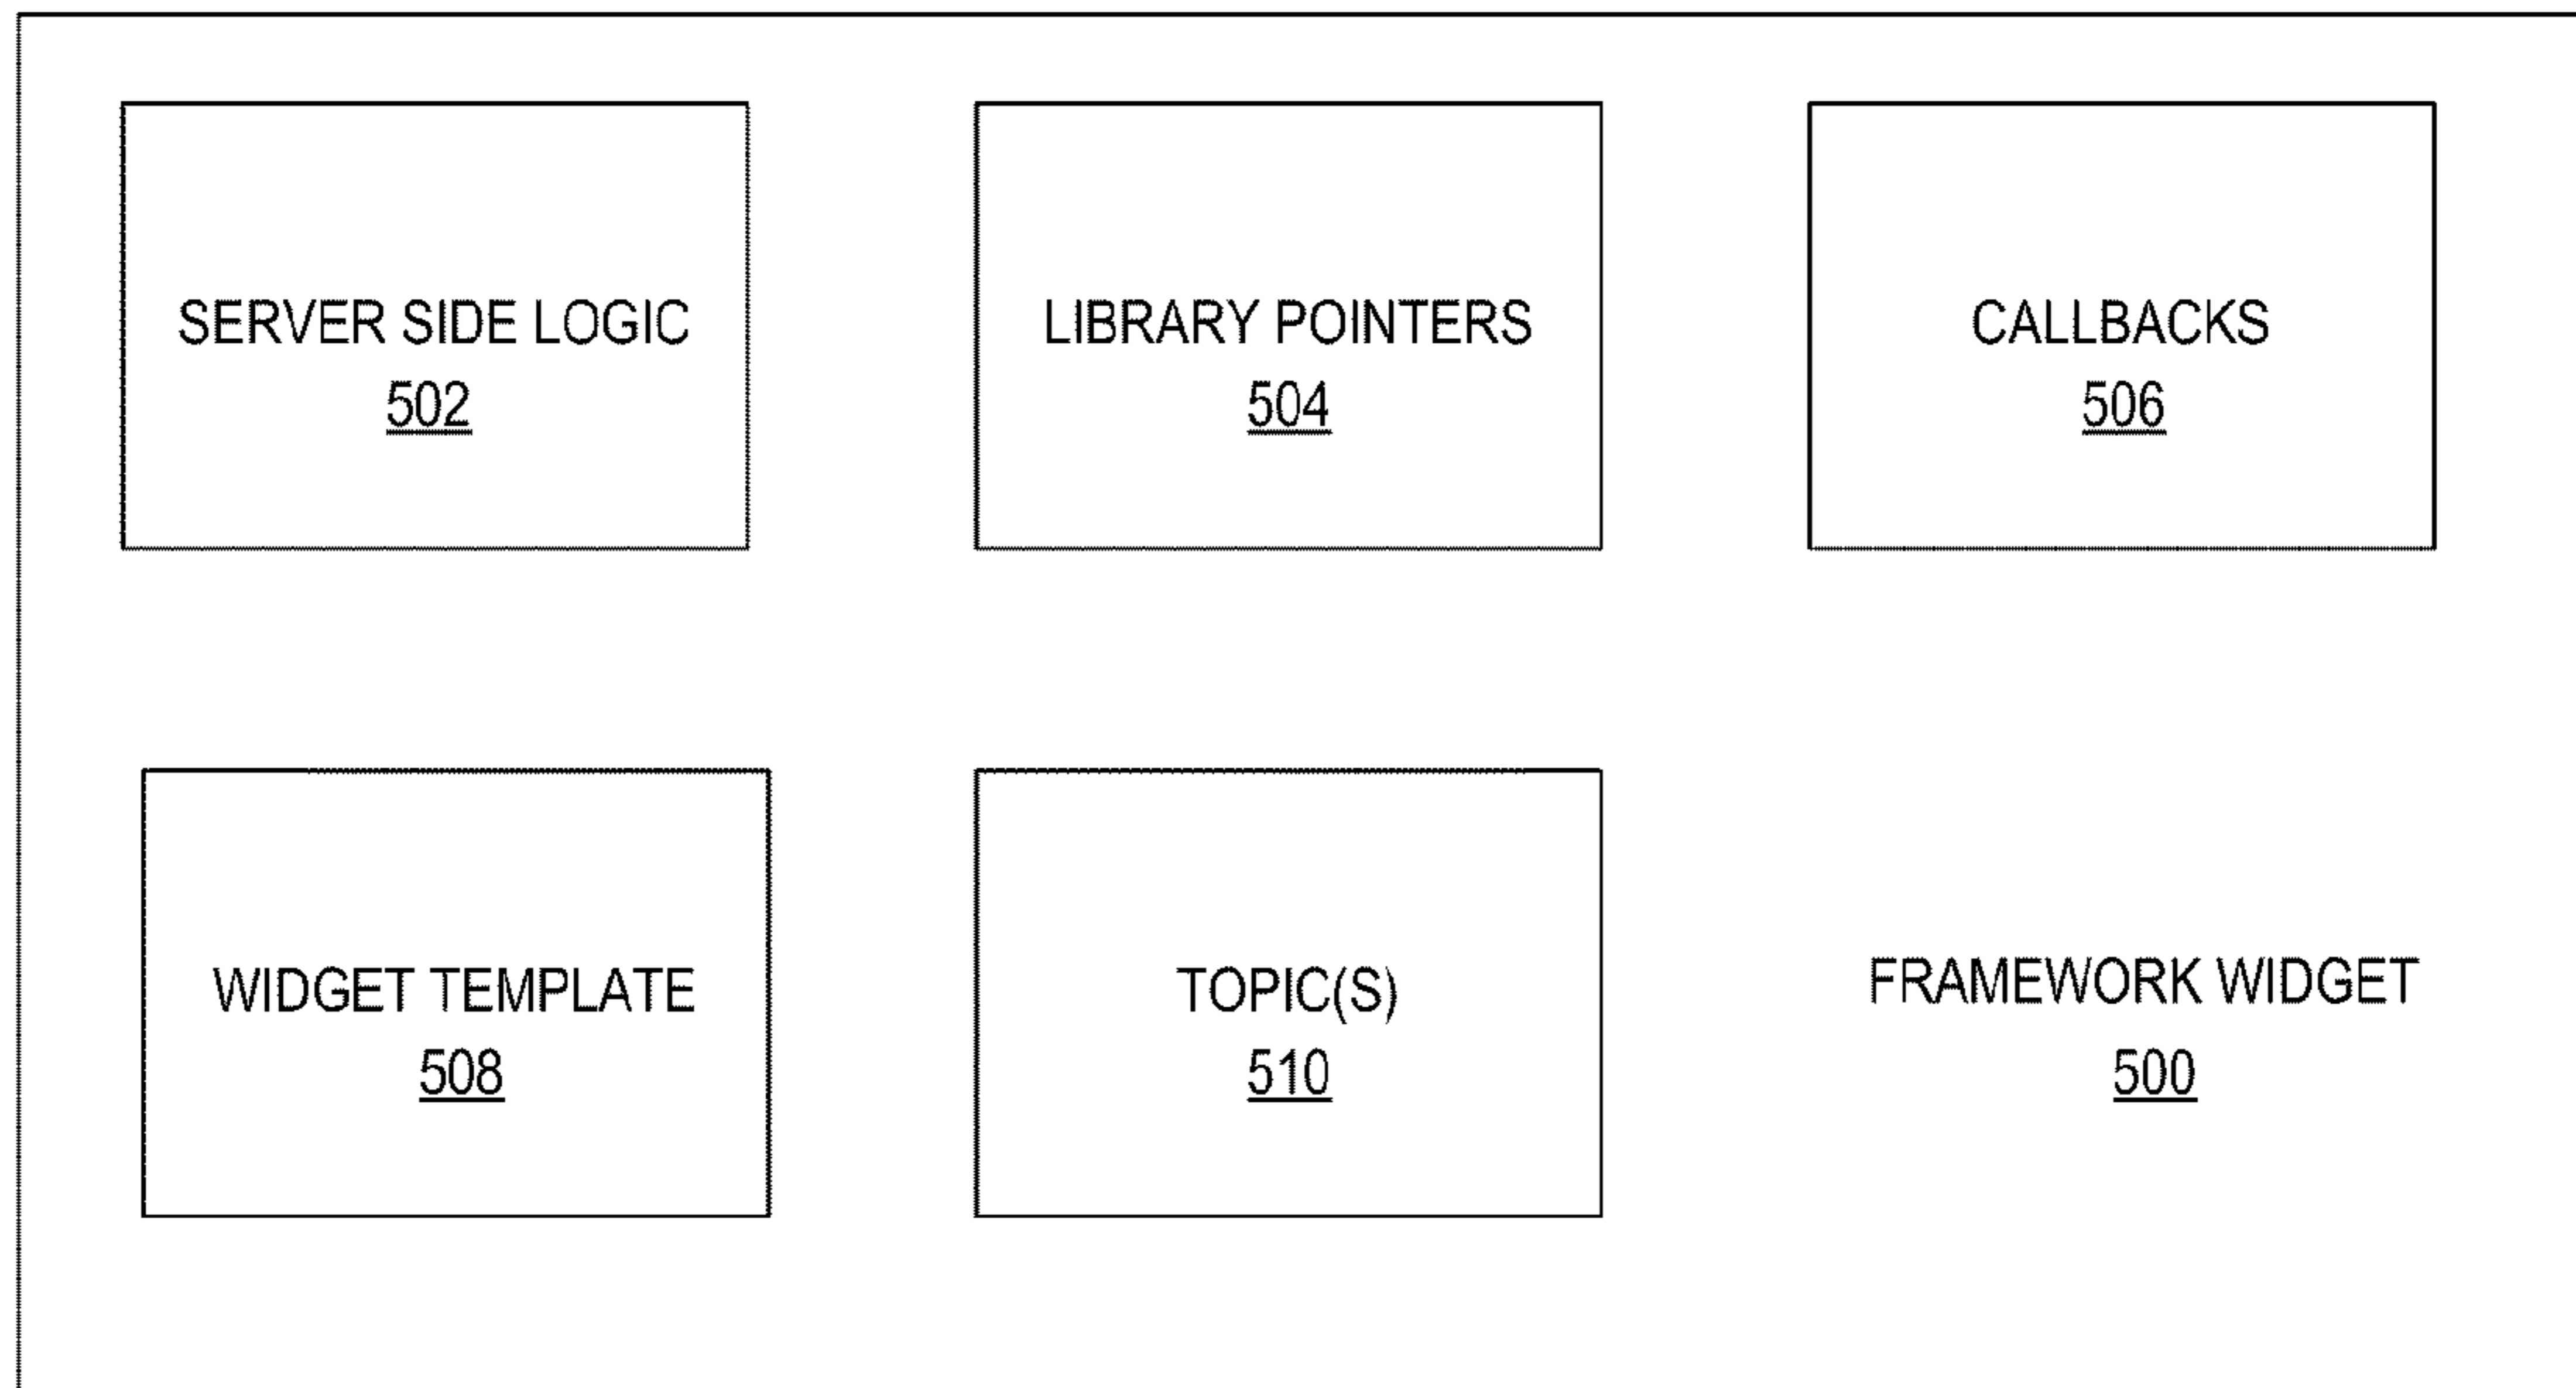 SERVER SIDE LOGIC
502
LIBRARY POINTERS
504
CALLBACKS
506
WIDGET TEMPLATE
508
TOPIC(S)
510
FRAMEWORK WIDGET
500